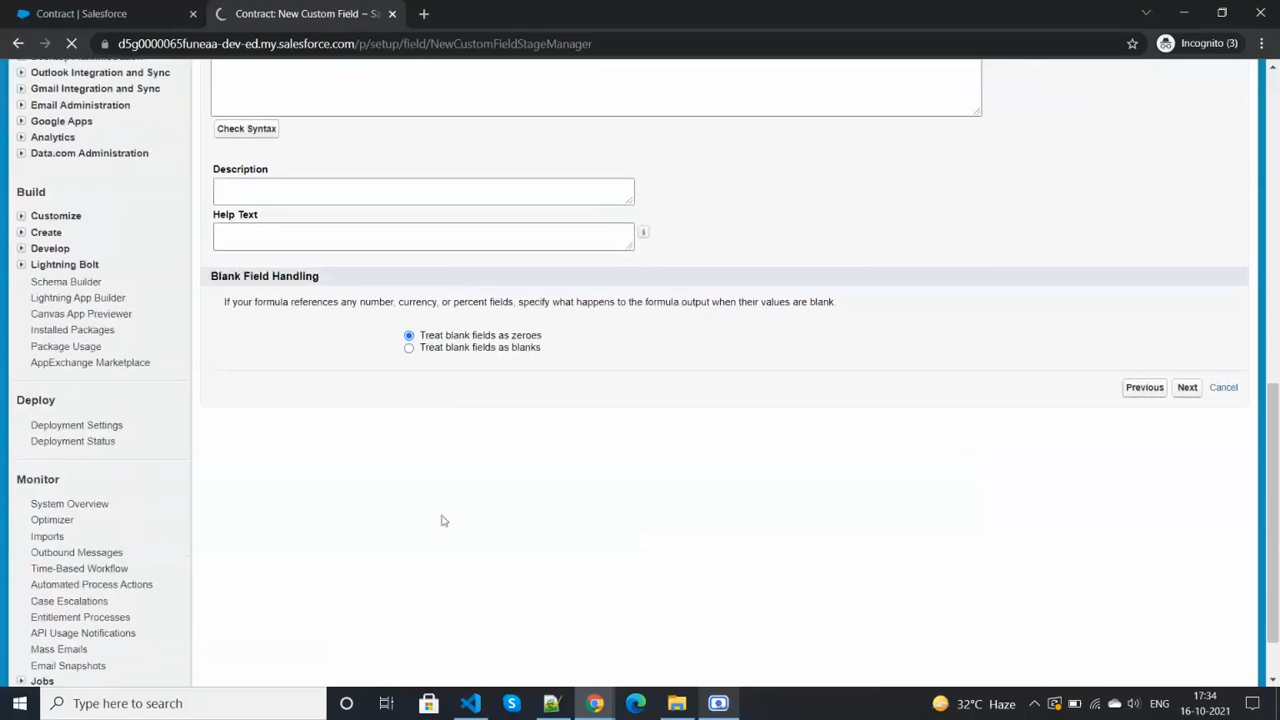 Contract | Salesforce
Contract: New Custom Field ~ Sa
d5g0000065funeaa-dev-ed.my.salesforce.com/p/setup/field/NewCustomFieldStageManager
Incognito (3)
Outlook Integration and Sync
Gmail Integration and Sync
Email Administration
Google Apps
Analytics
Data.com Administration
Build
Customize
Create
Develop
Lightning Bolt
Schema Builder
Lightning App Builder
Canvas App Previewer
Installed Packages
Package Usage
AppExchange Marketplace
Deploy
Deployment Settings
Deployment Status
Monitor
System Overview
Optimizer
Imports
Outbound Messages
Time-Based Workflow
Automated Process Actions
Case Escalations
Entitlement Processes
API Usage Notifications
Mass Emails
Email Snapshots
Jobs
Check Syntax
Description
Help Text
i
Blank Field Handling
If your formula references any number, currency, or percent fields, specify what happens to the formula output when their values are blank.
Treat blank fields as zeroes
Treat blank fields as blanks
Previous Next Cancel
Type here to search
32°C Haze
ENG
17:34
16-10-2021